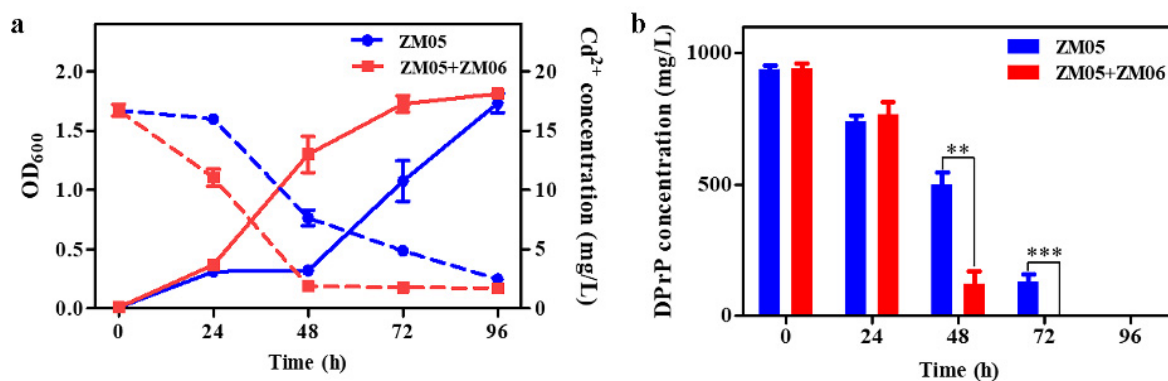 a
ZM05
ZM05+ZM06
OD600
2.0
1.5
1.0
0.5
0.0
Cd2+ concentration (mg/L)
20
15
10
5
0
0 24 48 72 96
Time (h)
b
ZM05
ZM05+ZM06
DPrP concentration (mg/L)
1000
500
0
**
***
0 24 48 72 96
Time (h)